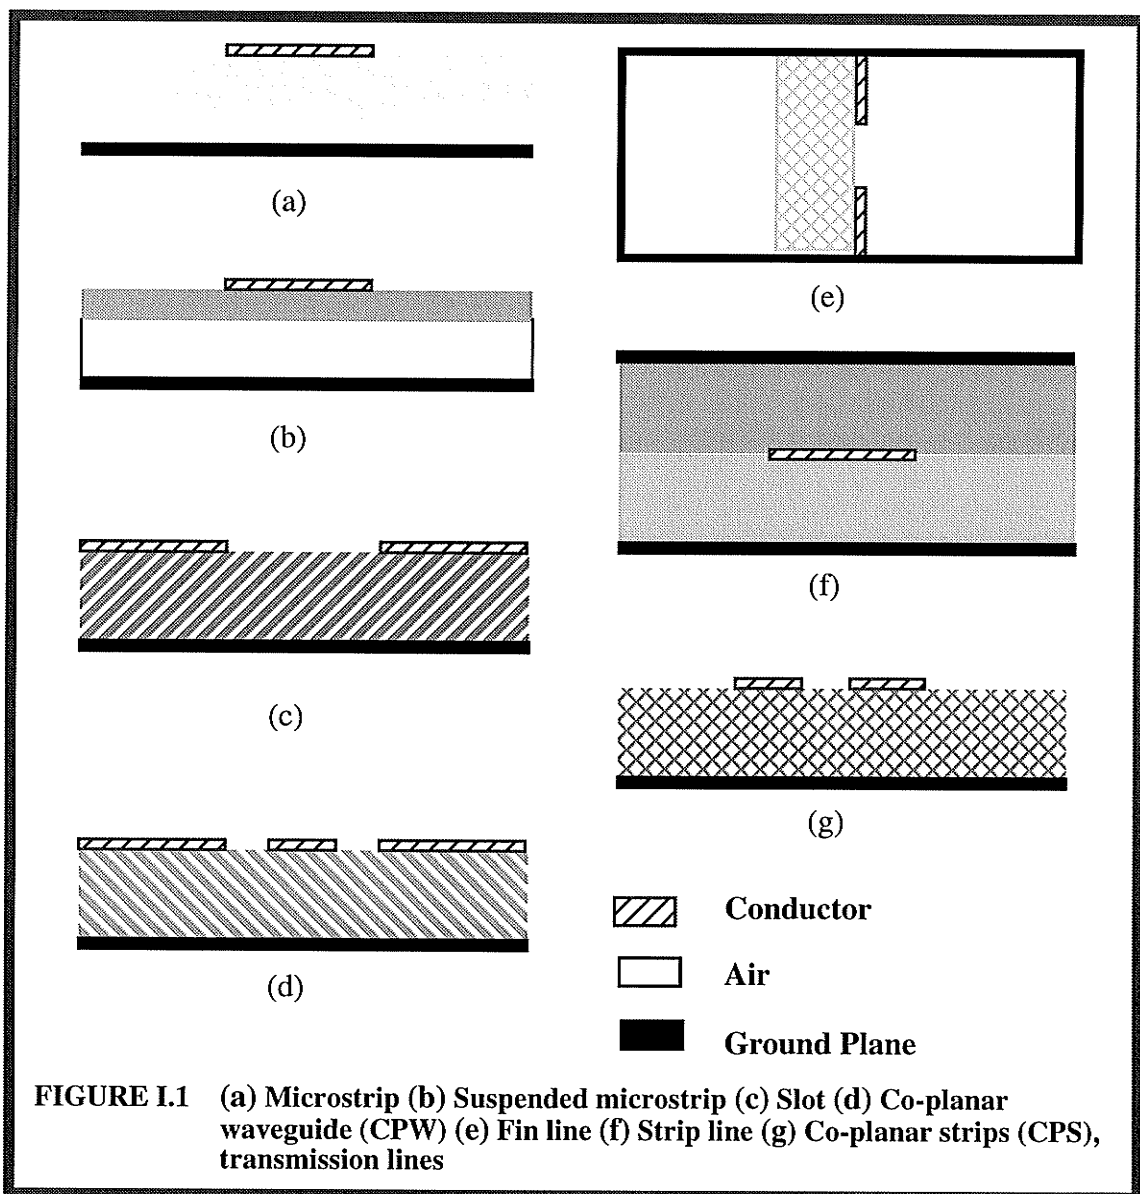 (a)
(b)
(c)
(d)
(e)
(f)
(g)
Conductor
Air
Ground Plane
FIGURE I.1 (a) Microstrip (b) Suspended microstrip (c) Slot (d) Co-planar
waveguide (CPW) (e) Fin line (f) Strip line (g) Co-planar strips (CPS),
transmission lines